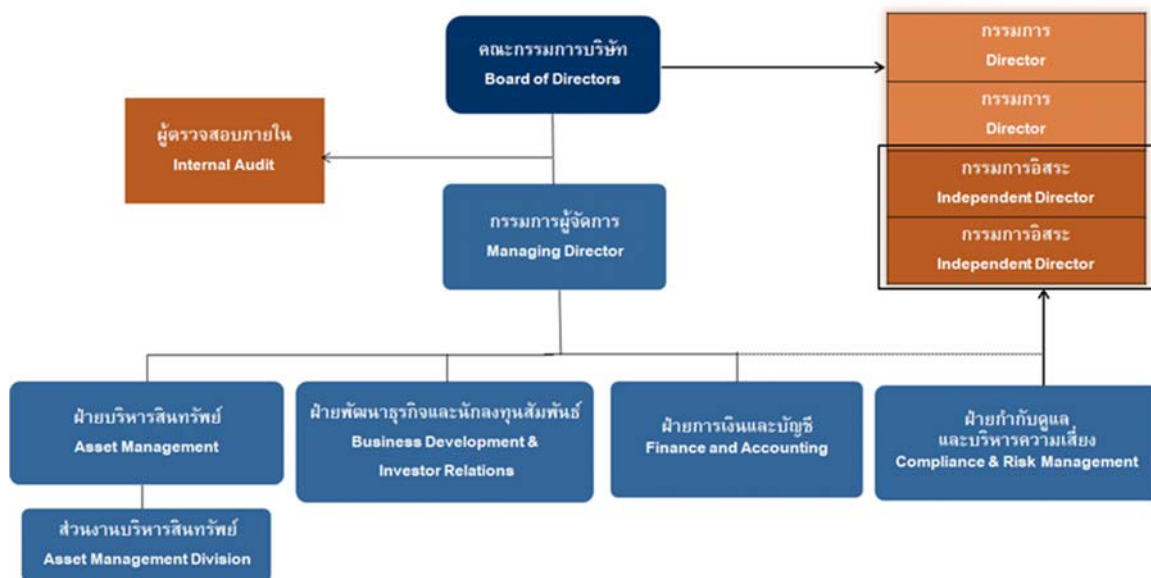 คณะกรรมการบริษัท
Board of Directors
กรรมการ
Director
กรรมการ
Director
กรรมการอิสระ
Independent Director
กรรมการอิสระ
Independent Director
ผู้ตรวจสอบภายใน
Internal Audit
กรรมการผู้จัดการ
Managing Director
ฝ่ายบริหารสินทรัพย์
Asset Management
ฝ่ายพัฒนาธุรกิจและนักลงทุนสัมพันธ์
Business Development &
Investor Relations
ฝ่ายการเงินและบัญชี
Finance and Accounting
ฝ่ายกำกับดูแล
และบริหารความเสี่ยง
Compliance & Risk Management
ส่วนงานบริหารสินทรัพย์
Asset Management Division